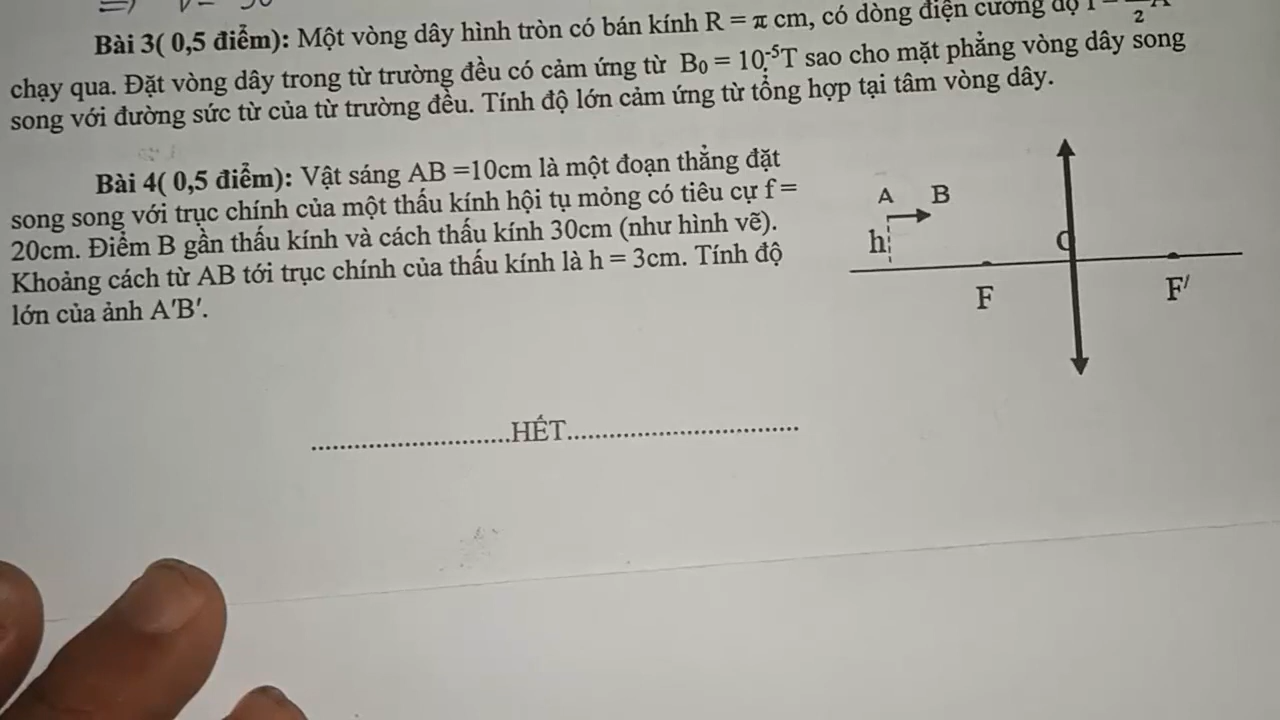 Bài 3( 0,5 điểm): Một vòng dây hình tròn có bán kính R = π cm, có dòng điện cường độ I
chạy qua. Đặt vòng dây trong từ trường đều có cảm ứng từ B₀ = 10⁻⁵T sao cho mặt phẳng vòng dây song
song với đường sức từ của từ trường đều. Tính độ lớn cảm ứng từ tổng hợp tại tâm vòng dây.
Bài 4( 0,5 điểm): Vật sáng AB =10cm là một đoạn thẳng đặt
song song với trục chính của một thấu kính hội tụ mỏng có tiêu cự f =
20cm. Điểm B gần thấu kính và cách thấu kính 30cm (như hình vẽ).
Khoảng cách từ AB tới trục chính của thấu kính là h = 3cm. Tính độ
lớn của ảnh A′B′.
A B
h
O
F
F′
HẾT